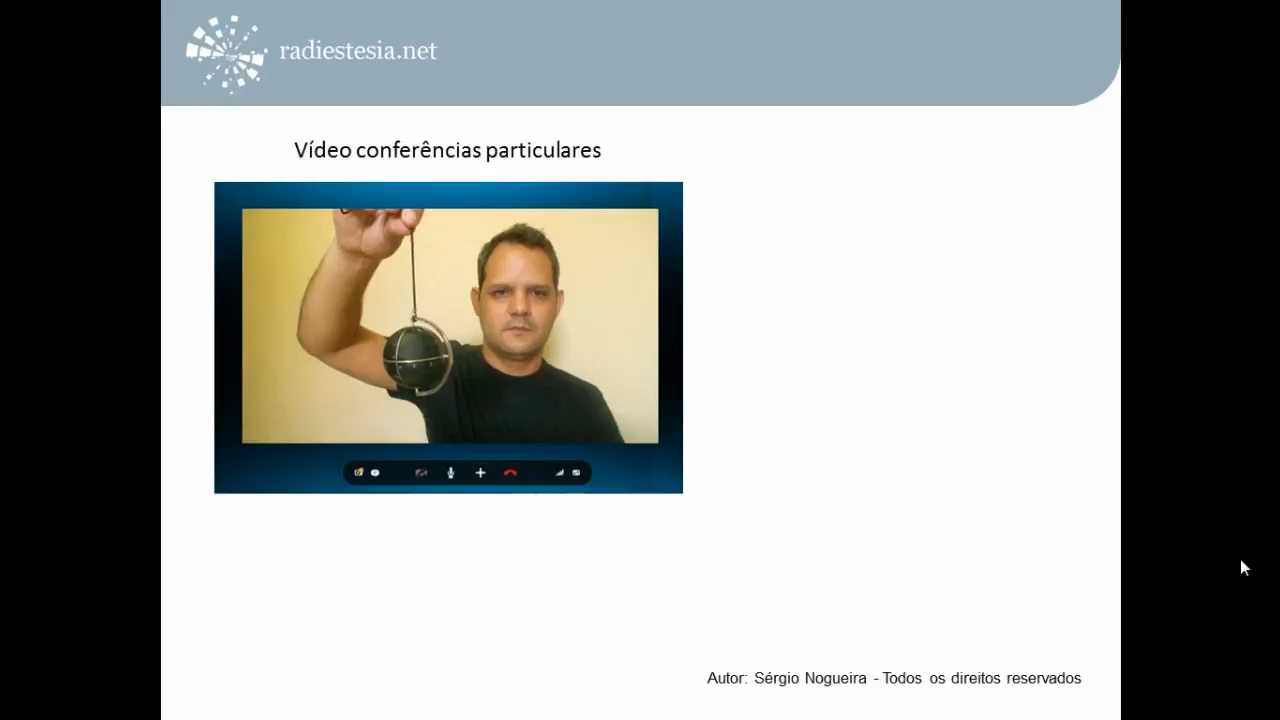 radiestesia.net
Vídeo conferências particulares
Autor: Sérgio Nogueira - Todos os direitos reservados